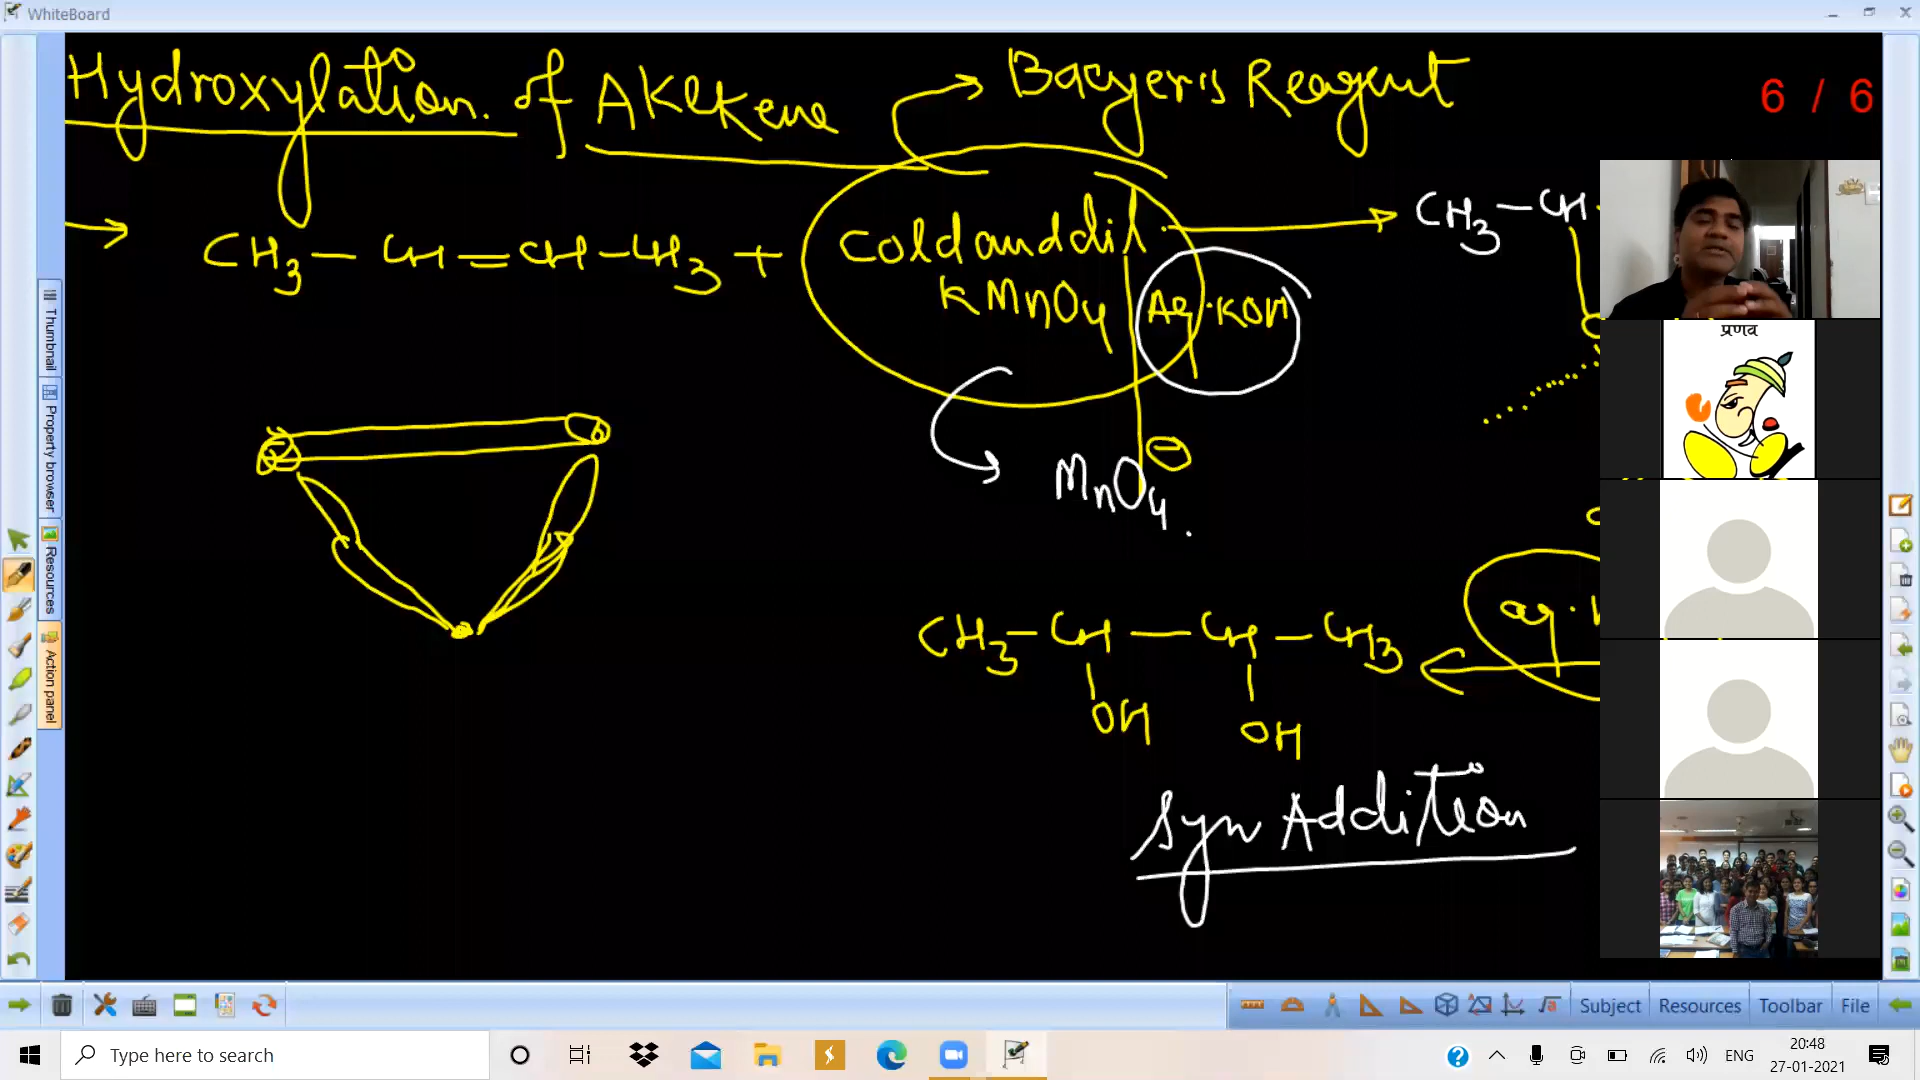 WhiteBoard
Hydroxylation. of AKlKene
Baeyer's Reagent
6 / 6
CH3 – CH = CH – CH3 +
Cold and dil.
KMnO4
Aq. KOH
CH3 – CH
MnO4 ⊖
प्रणव
CH3 – CH – CH – CH3
OH OH
aq.
Syn Addition
Thumbnail
Property browser
Resources
Action panel
Subject
Resources
Toolbar
File
Type here to search
ENG
20:48
27-01-2021